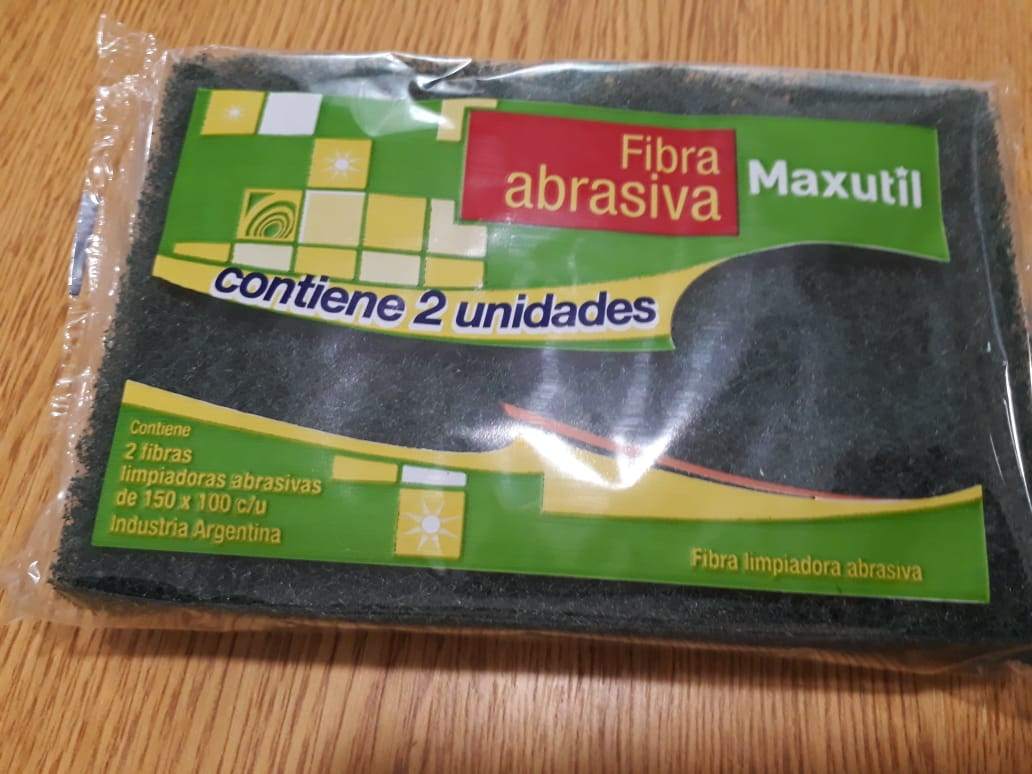 Fibra
abrasiva
Maxutil
contiene 2 unidades
Contiene
2 fibras
limpiadoras abrasivas
de 150 x 100 c/u
Industria Argentina
Fibra limpiadora abrasiva